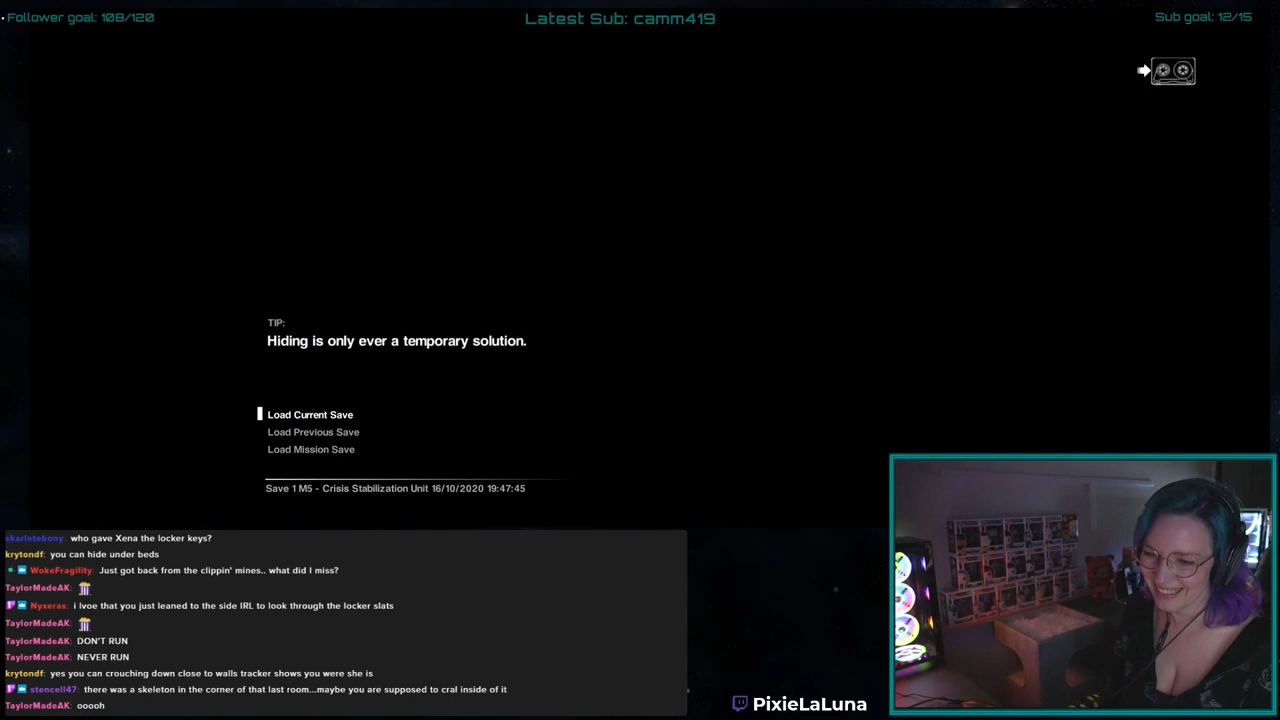 Follower goal: 108/120
Latest Sub: camm419
Sub goal: 12/15
TIP:
Hiding is only ever a temporary solution.
Load Current Save
Load Previous Save
Load Mission Save
Save 1 M5 - Crisis Stabilization Unit 16/10/2020 19:47:45
skarletebony: who gave Xena the locker keys?
krytondf: you can hide under beds
WokeFragility: Just got back from the clippin' mines.. what did I miss?
TaylorMadeAK:
Nyxeras: i lvoe that you just leaned to the side IRL to look through the locker slats
TaylorMadeAK:
TaylorMadeAK: DON'T RUN
TaylorMadeAK: NEVER RUN
krytondf: yes you can crouching down close to walls tracker shows you were she is
stencell47: there was a skeleton in the corner of that last room...maybe you are supposed to cral inside of it
TaylorMadeAK: ooooh
PixieLaLuna